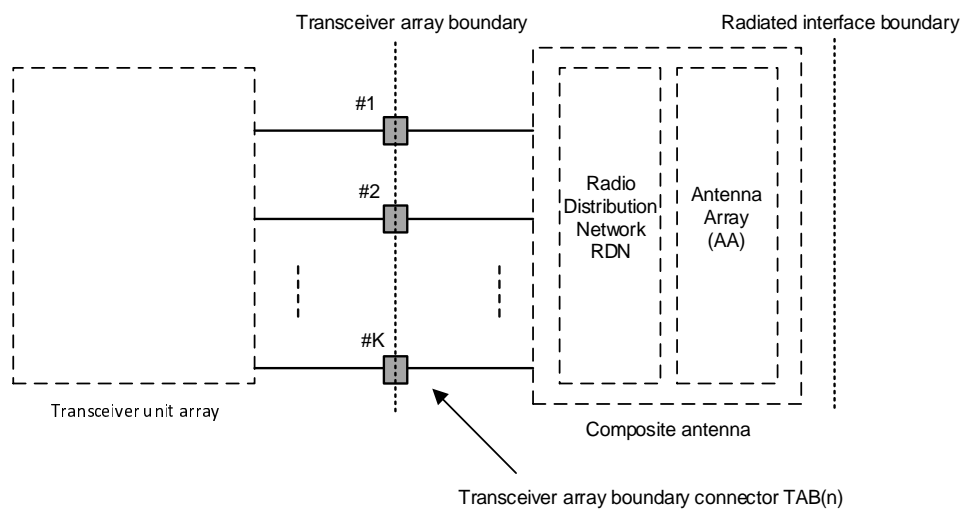 Transceiver array boundary
Radiated interface boundary
#1
#2
#K
Radio
Distribution
Network
RDN
Antenna
Array
(AA)
Transceiver unit array
Composite antenna
Transceiver array boundary connector TAB(n)